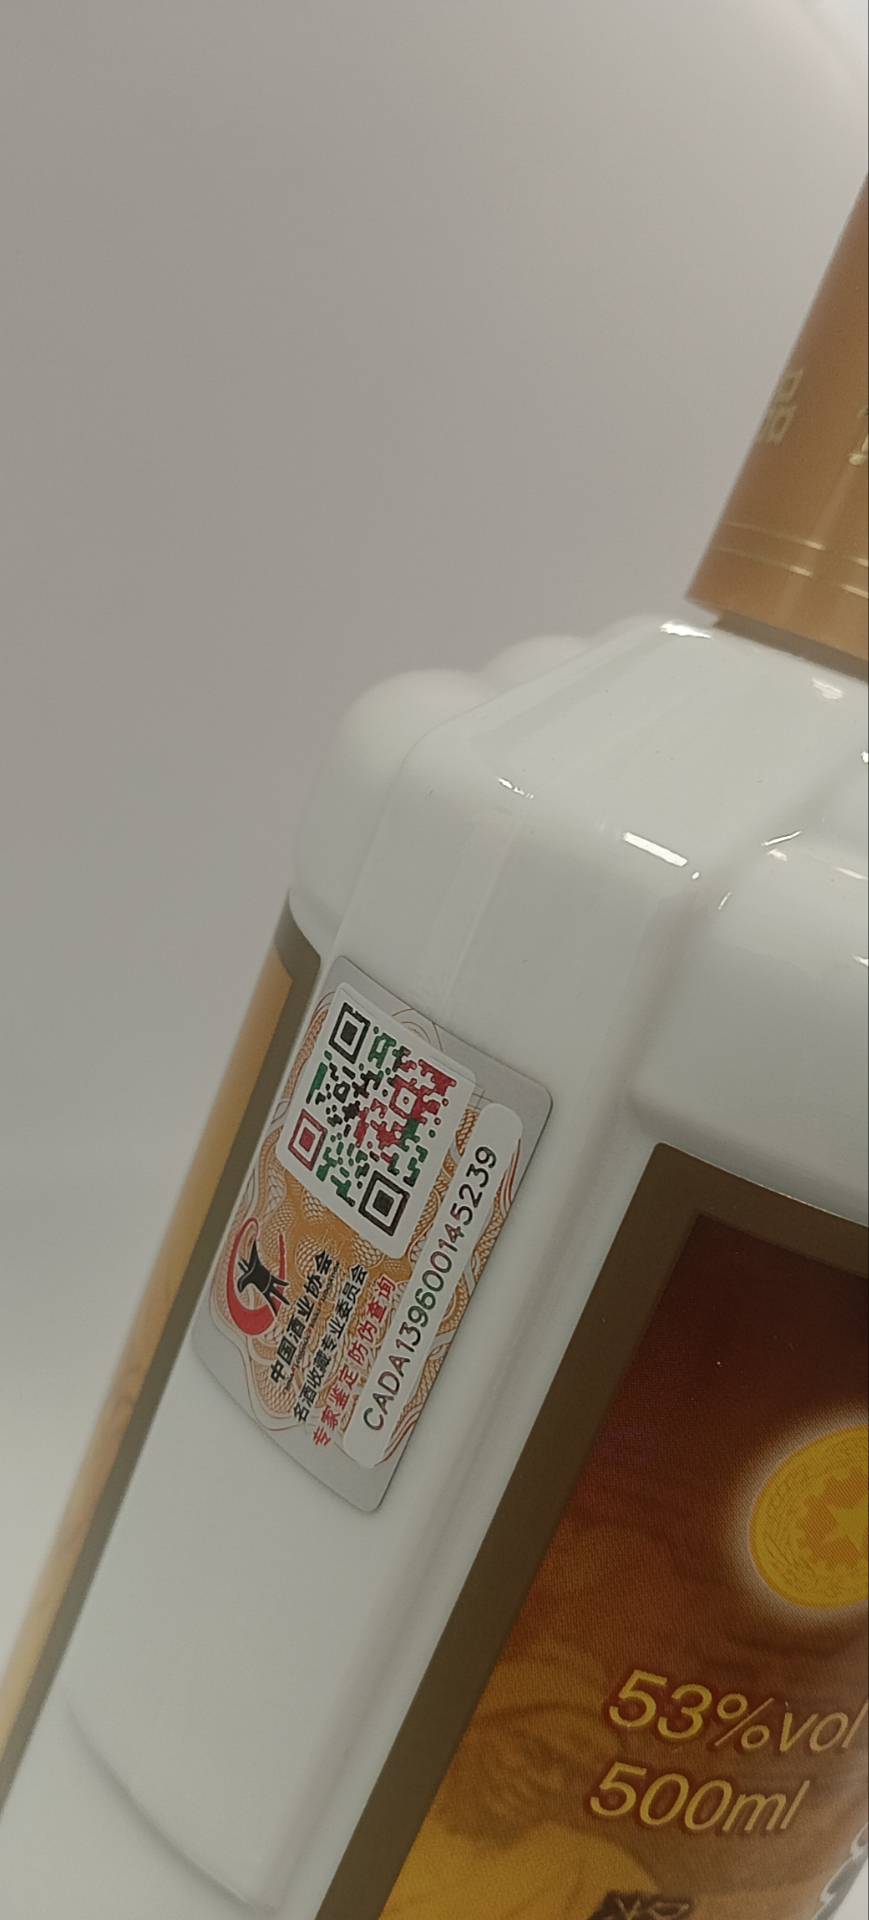 品
中国酒业协会
名酒收藏专业委员会
专家鉴定 防伪查询
CADA139600145239
53%vol
500ml